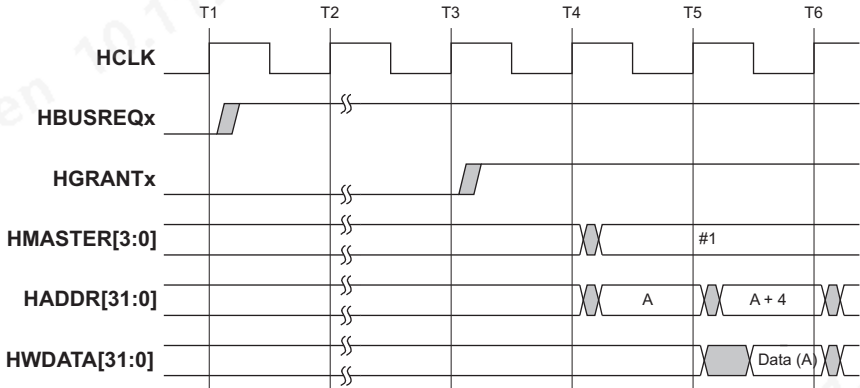 T1 T2 T3 T4 T5 T6
HCLK
HBUSREQx
HGRANTx
HMASTER[3:0] #1
HADDR[31:0] A A + 4
HWDATA[31:0] Data (A)